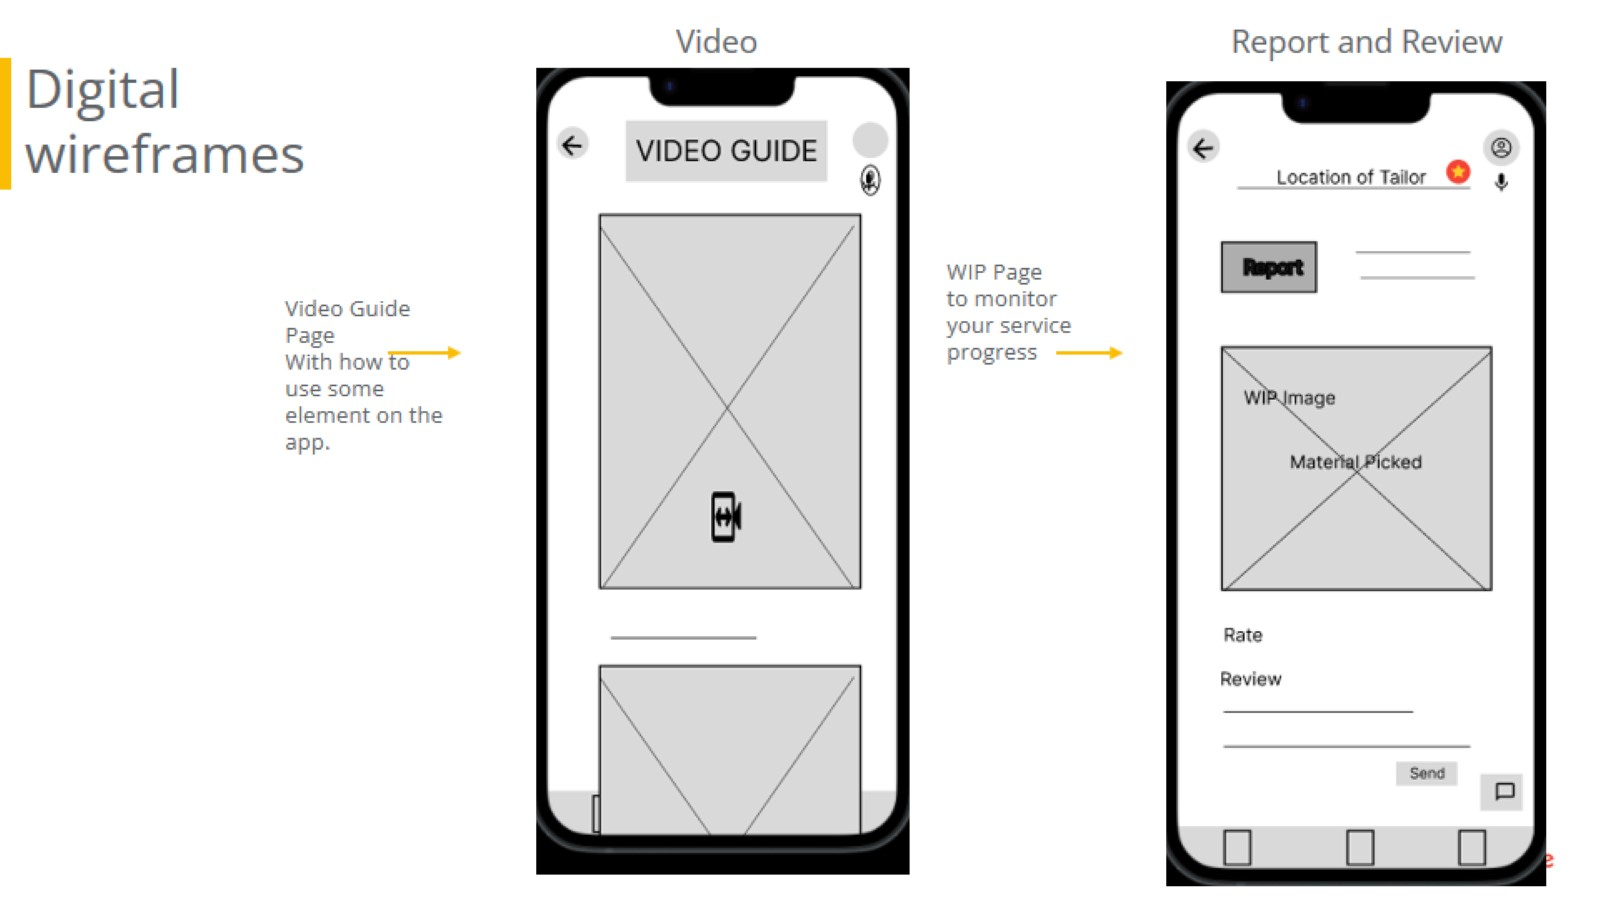 Digital
wireframes
Video
Report and Review
VIDEO GUIDE
Video Guide
Page
With how to
use some
element on the
app.
WIP Page
to monitor
your service
progress
Location of Tailor
Report
WIP Image
Material Picked
Rate
Review
Send